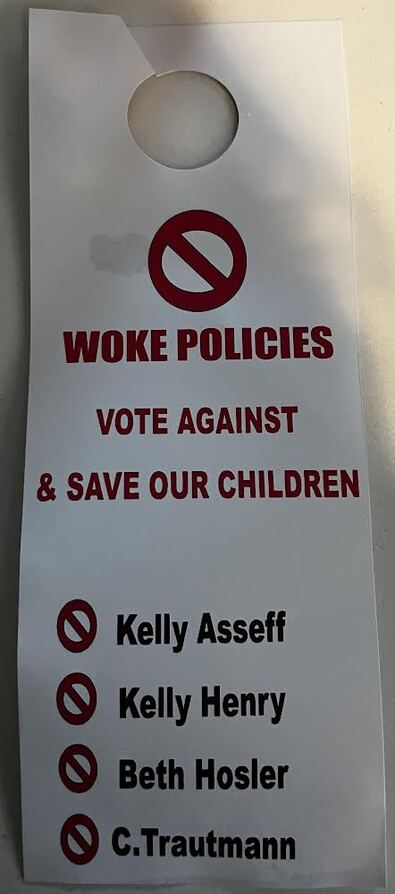 WOKE POLICIES
VOTE AGAINST
& SAVE OUR CHILDREN
Kelly Asseff
Kelly Henry
Beth Hosler
C.Trautmann